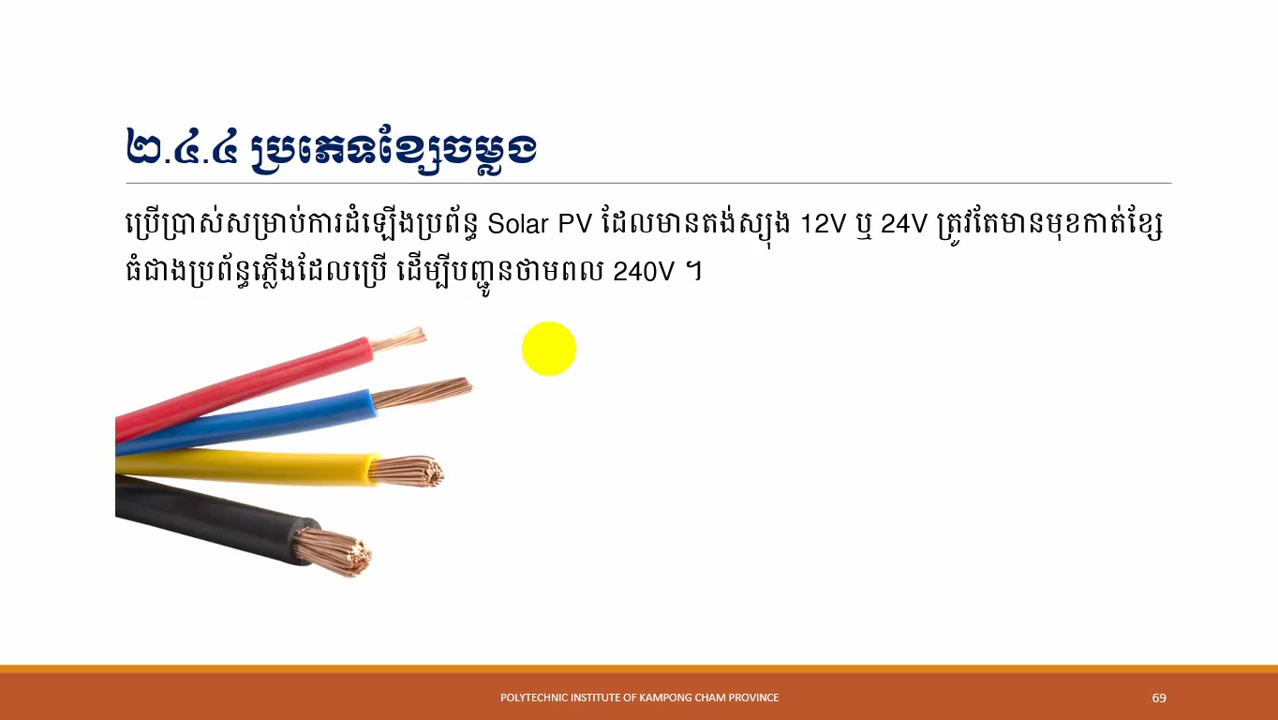 ២.៤.៤ ប្រភេទខ្សែចម្លង
ប្រើប្រាស់សម្រាប់ការដំឡើងប្រព័ន្ធ Solar PV ដែលមានតង់ស្យុង 12V ឬ 24V ត្រូវតែមានមុខកាត់ខ្សែ
ធំជាងប្រព័ន្ធភ្លើងដែលប្រើ ដើម្បីបញ្ជូនថាមពល 240V ។
POLYTECHNIC INSTITUTE OF KAMPONG CHAM PROVINCE
69